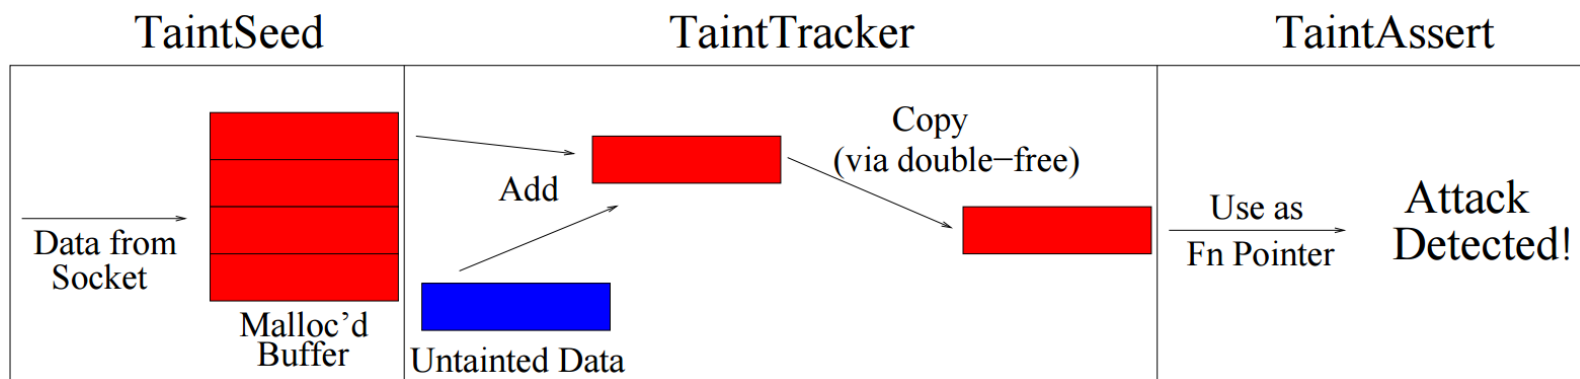 TaintSeed
TaintTracker
TaintAssert
Data from
Socket
Malloc’d
Buffer
Add
Untainted Data
Copy
(via double−free)
Use as
Fn Pointer
Attack
Detected!